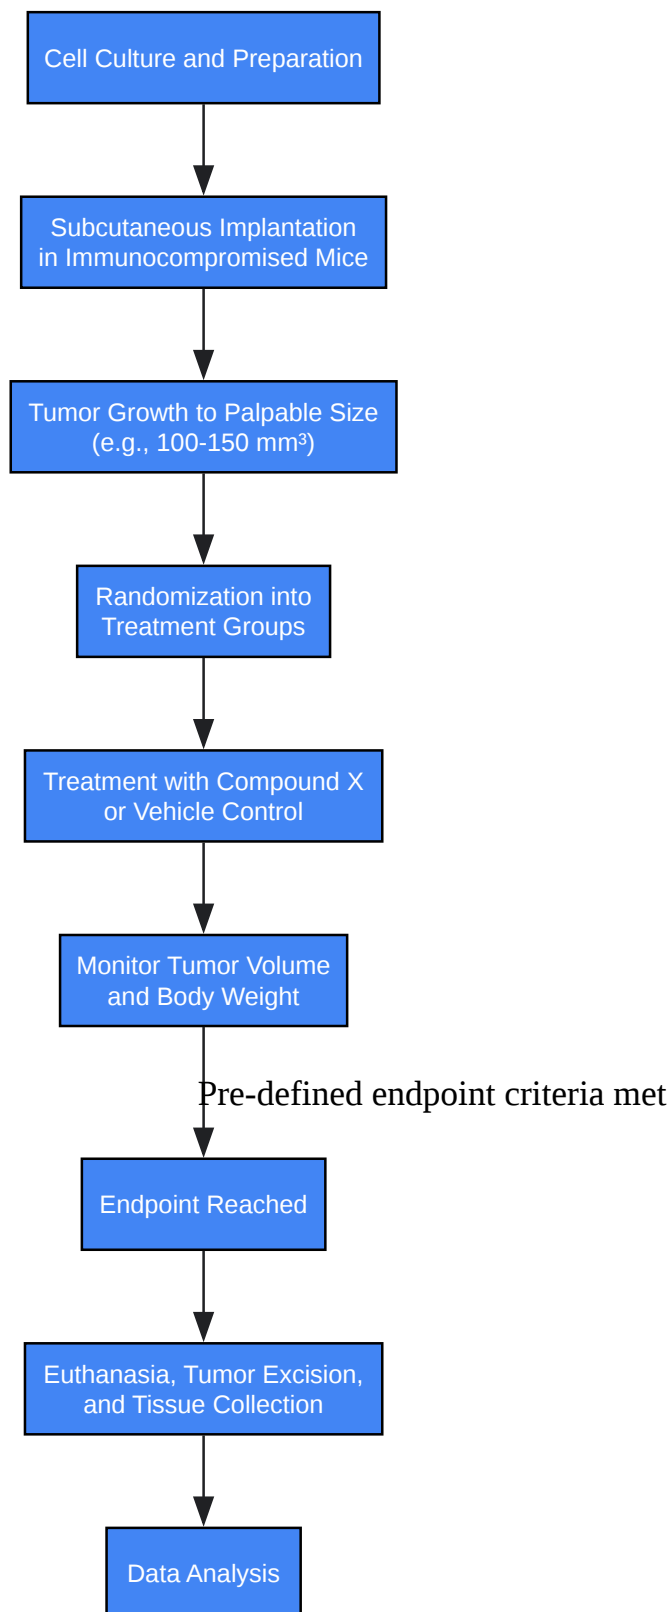 Cell Culture and Preparation
Subcutaneous Implantation
in Immunocompromised Mice
Tumor Growth to Palpable Size
(e.g., 100-150 mm³)
Randomization into
Treatment Groups
Treatment with Compound X
or Vehicle Control
Monitor Tumor Volume
and Body Weight
Pre-defined endpoint criteria met
Endpoint Reached
Euthanasia, Tumor Excision,
and Tissue Collection
Data Analysis